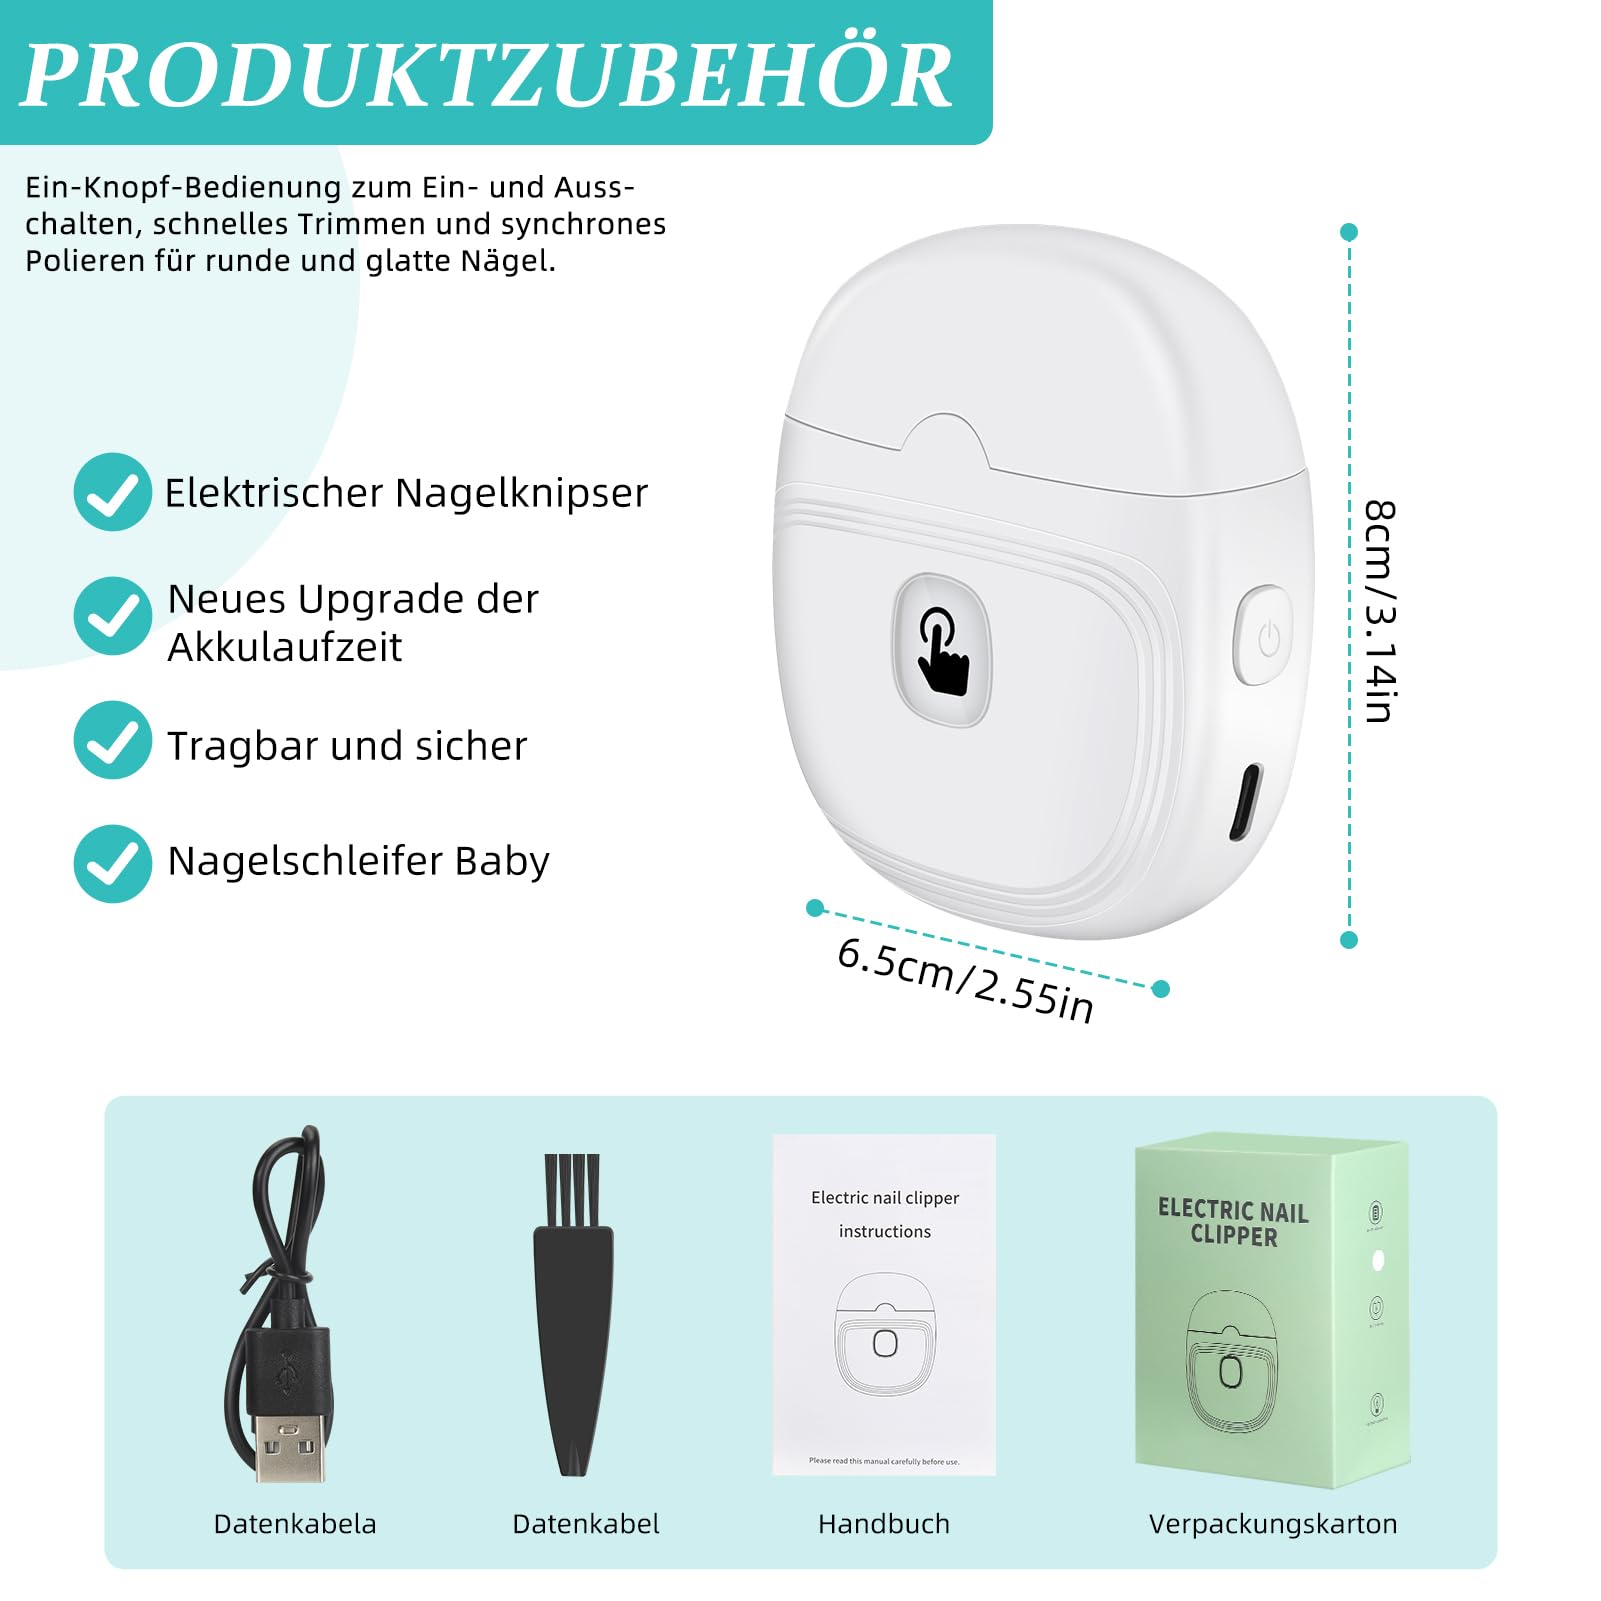 PRODUKTZUBEHÖR
Ein-Knopf-Bedienung zum Ein- und Auss-
chalten, schnelles Trimmen und synchrones
Polieren für runde und glatte Nägel.
Elektrischer Nagelknipser
Neues Upgrade der
Akkulaufzeit
Tragbar und sicher
Nagelschleifer Baby
8cm/3.14in
6.5cm/2.55in
Electric nail clipper
instructions
Please read this manual carefully before use.
ELECTRIC NAIL
CLIPPER
Datenkabela
Datenkabel
Handbuch
Verpackungskarton